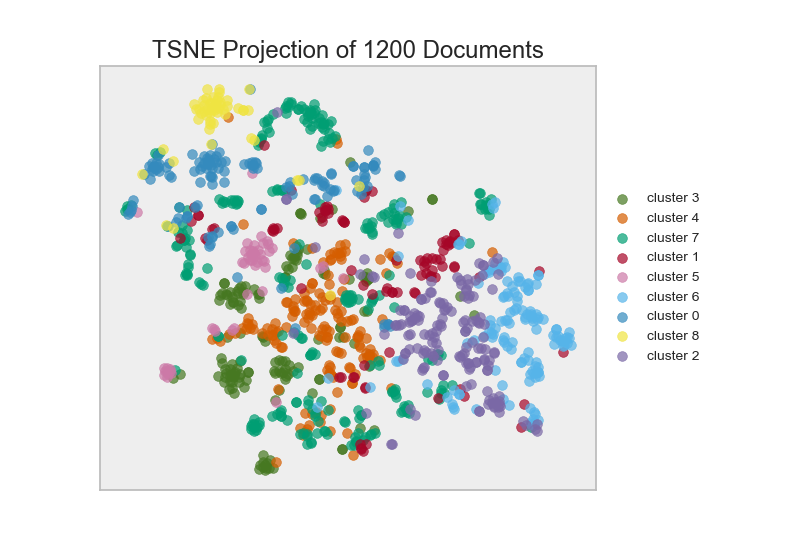 TSNE Projection of 1200 Documents
cluster 3
cluster 4
cluster 7
cluster 1
cluster 5
cluster 6
cluster 0
cluster 8
cluster 2